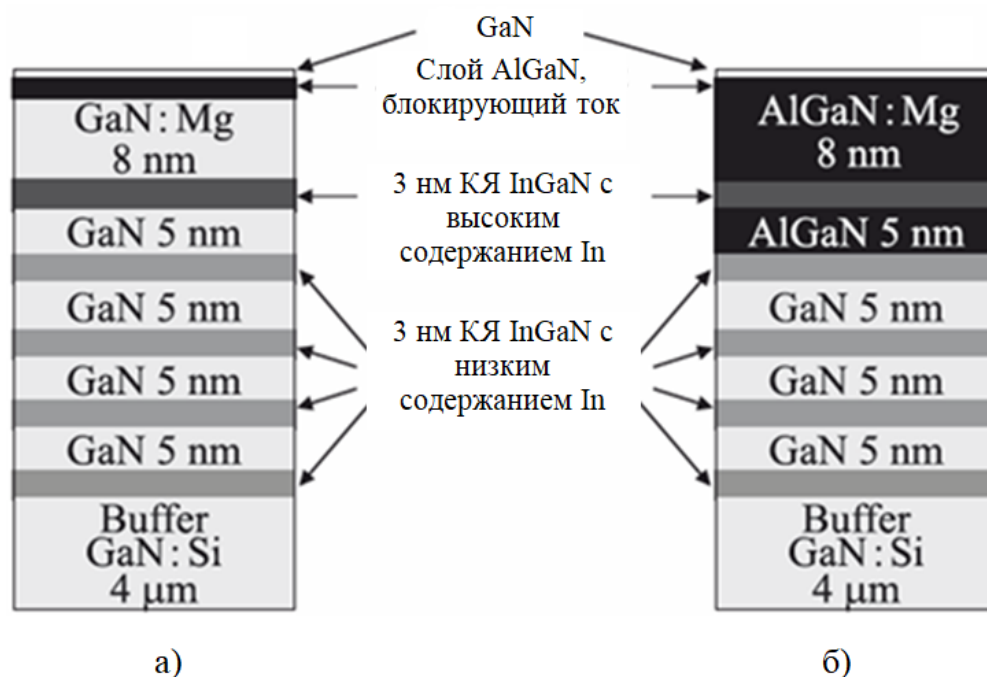 GaN
Слой AlGaN,
блокирующий ток
GaN : Mg
8 nm
AlGaN : Mg
8 nm
3 нм КЯ InGaN с
высоким
содержанием In
GaN 5 nm
AlGaN 5 nm
GaN 5 nm
GaN 5 nm
3 нм КЯ InGaN с
низким
содержанием In
GaN 5 nm
GaN 5 nm
GaN 5 nm
GaN 5 nm
Buffer
GaN : Si
4 μm
Buffer
GaN : Si
4 μm
а)
б)